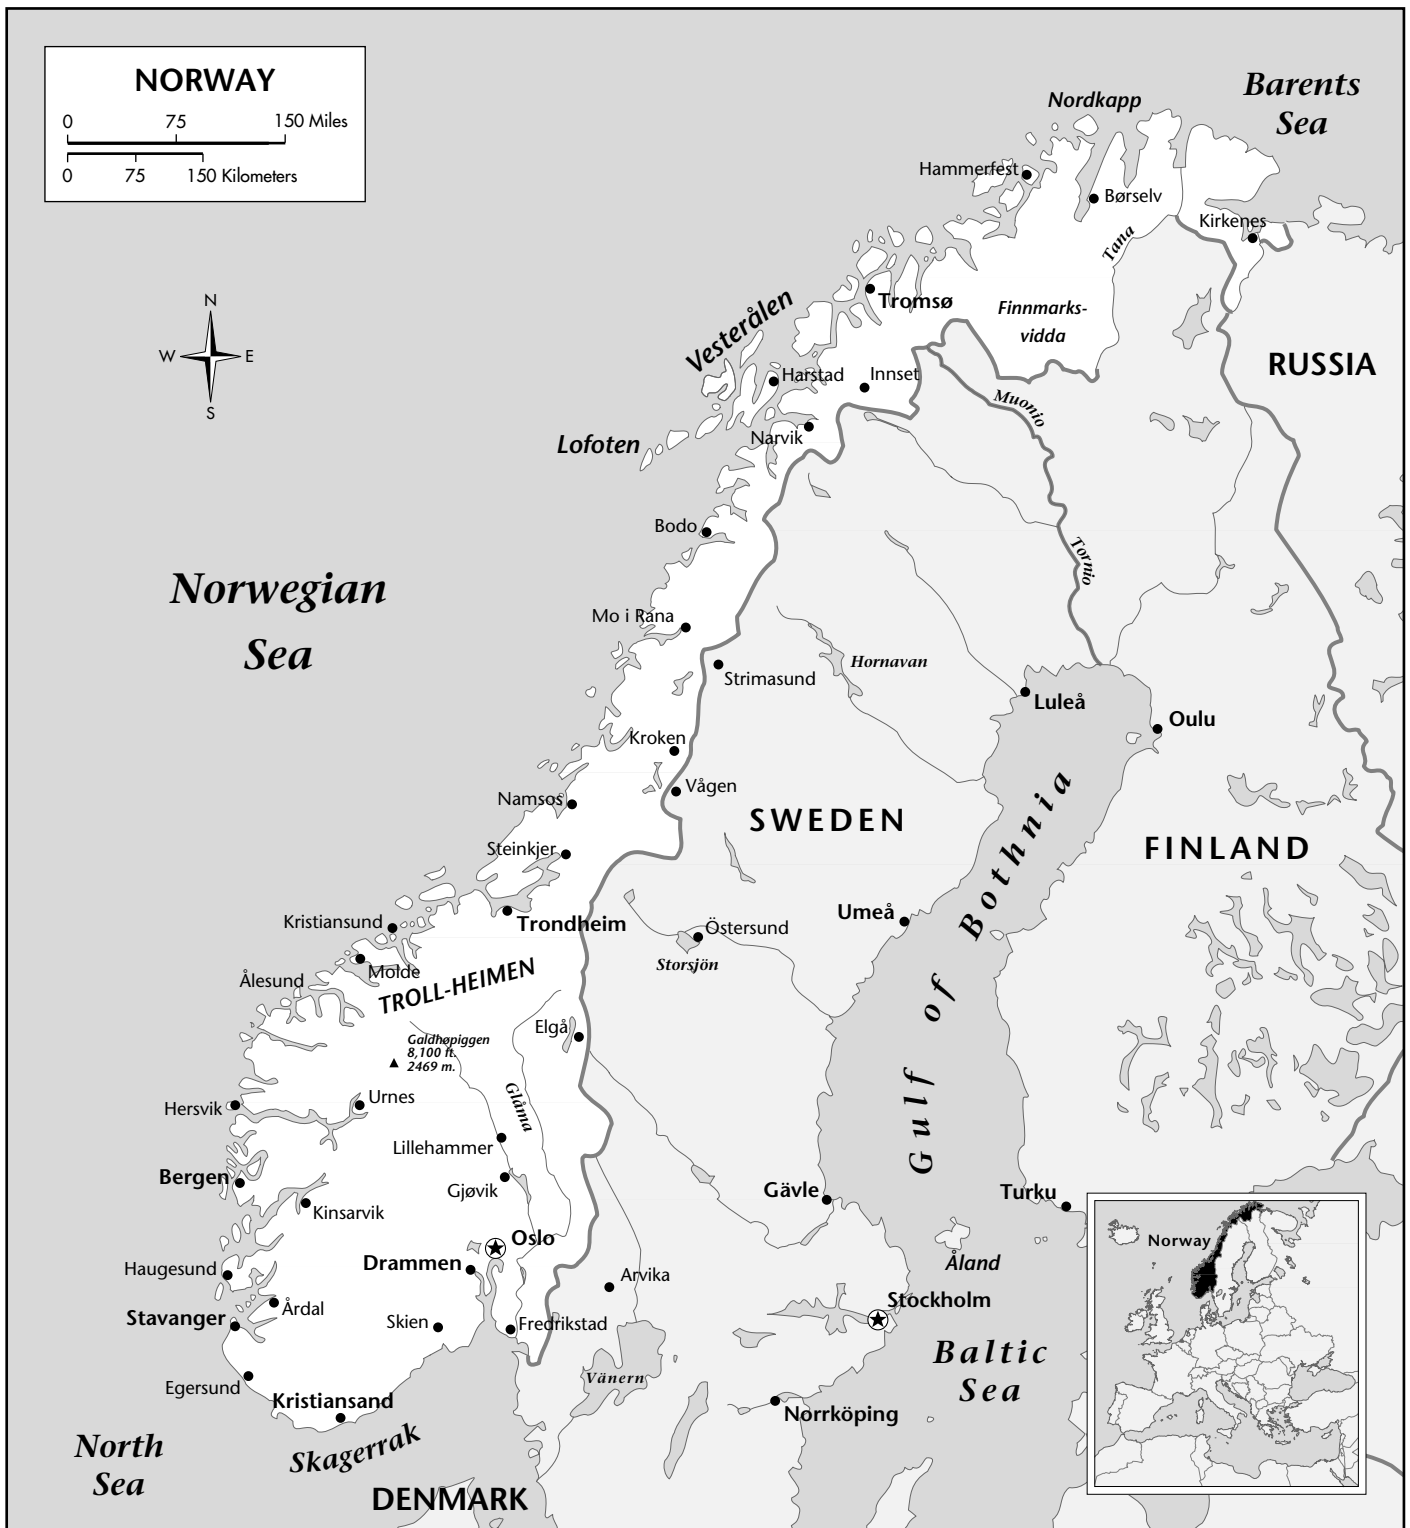 NORWAY
0 75 150 Miles
0 75 150 Kilometers
Barents
Sea
Nordkapp
Hammerfest
Børselv
Kirkenes
Tana
Tromsø
Finnmarks-
vidda
RUSSIA
N
W E
S
Vesterålen
Harstad
Innset
Muonio
Lofoten
Narvik
Bodo
Tornio
Norwegian
Sea
Mo i Rana
Hornavan
Strimasund
Luleå
Oulu
Kroken
Vågen
Namsos
SWEDEN
FINLAND
Steinkjer
Gulf of Bothnia
Kristiansund
Trondheim
Umeå
Östersund
Storsjön
Molde
Ålesund
TROLL-HEIMEN
Elgå
Galdhøpiggen
8,100 ft.
2469 m.
Glåma
Hersvik
Urnes
Lillehammer
Bergen
Gjøvik
Kinsarvik
Gävle
Turku
Oslo
Drammen
Åland
Haugesund
Årdal
Arvika
Stockholm
Stavanger
Skien
Fredrikstad
Baltic
Sea
Egersund
Vänern
Kristiansand
Norrköping
North
Sea
Skagerrak
DENMARK
Norway